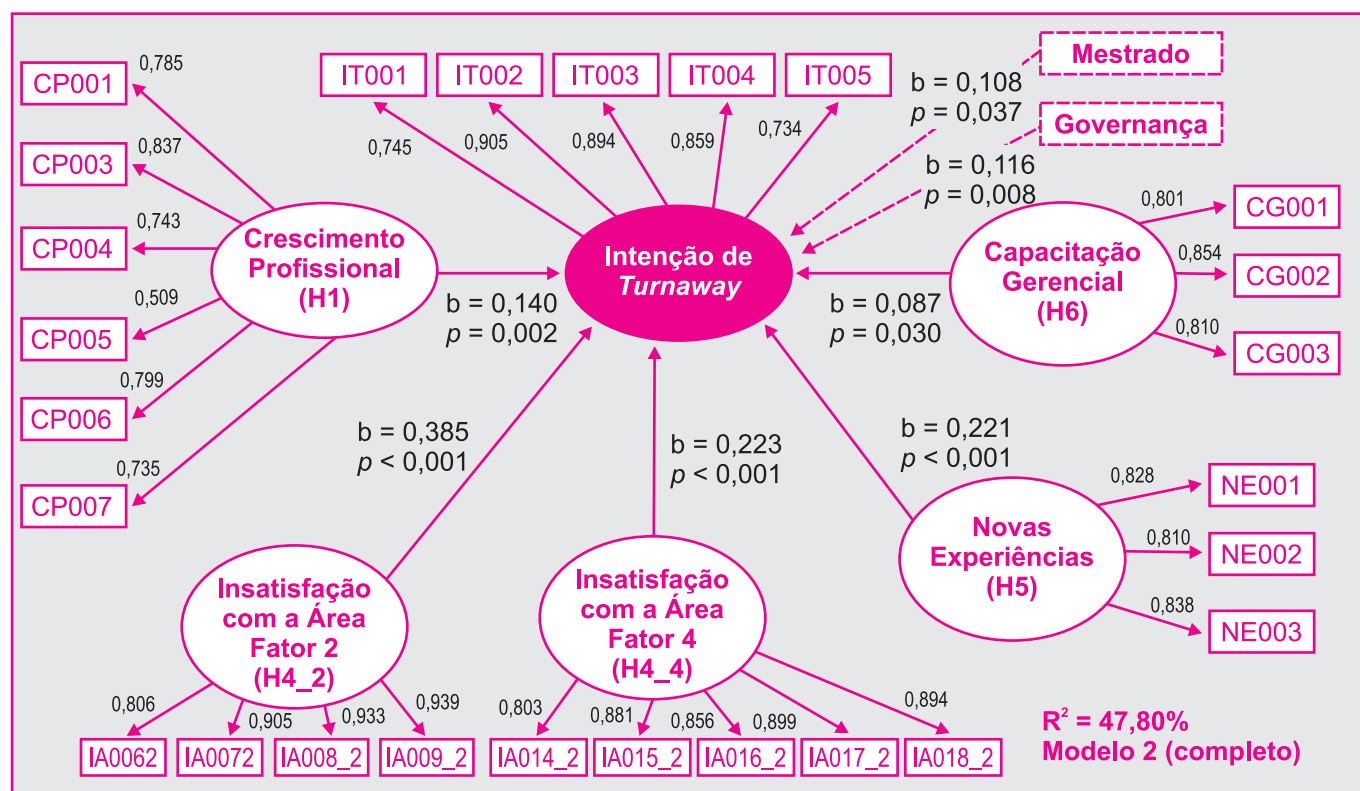 0,785
CP001
0,837
CP003
0,743
CP004
0,509
CP005
0,799
CP006
0,735
CP007
Crescimento
Profissional
(H1)
IT001
IT002
IT003
IT004
IT005
0,745
0,905
0,894
0,859
0,734
Mestrado
b = 0,108
p = 0,037
Governança
b = 0,116
p = 0,008
Intenção de
Turnaway
b = 0,140
p = 0,002
Capacitação
Gerencial
(H6)
b = 0,087
p = 0,030
0,801
CG001
0,854
CG002
0,810
CG003
b = 0,385
p < 0,001
b = 0,223
p < 0,001
b = 0,221
p < 0,001
Novas
Experiências
(H5)
0,828
NE001
0,810
NE002
0,838
NE003
Insatisfação
com a Área
Fator 2
(H4_2)
0,806
0,905
0,933
0,939
IA0062
IA0072
IA008_2
IA009_2
Insatisfação
com a Área
Fator 4
(H4_4)
0,803
0,881
0,856
0,899
0,894
IA014_2
IA015_2
IA016_2
IA017_2
IA018_2
R² = 47,80%
Modelo 2 (completo)